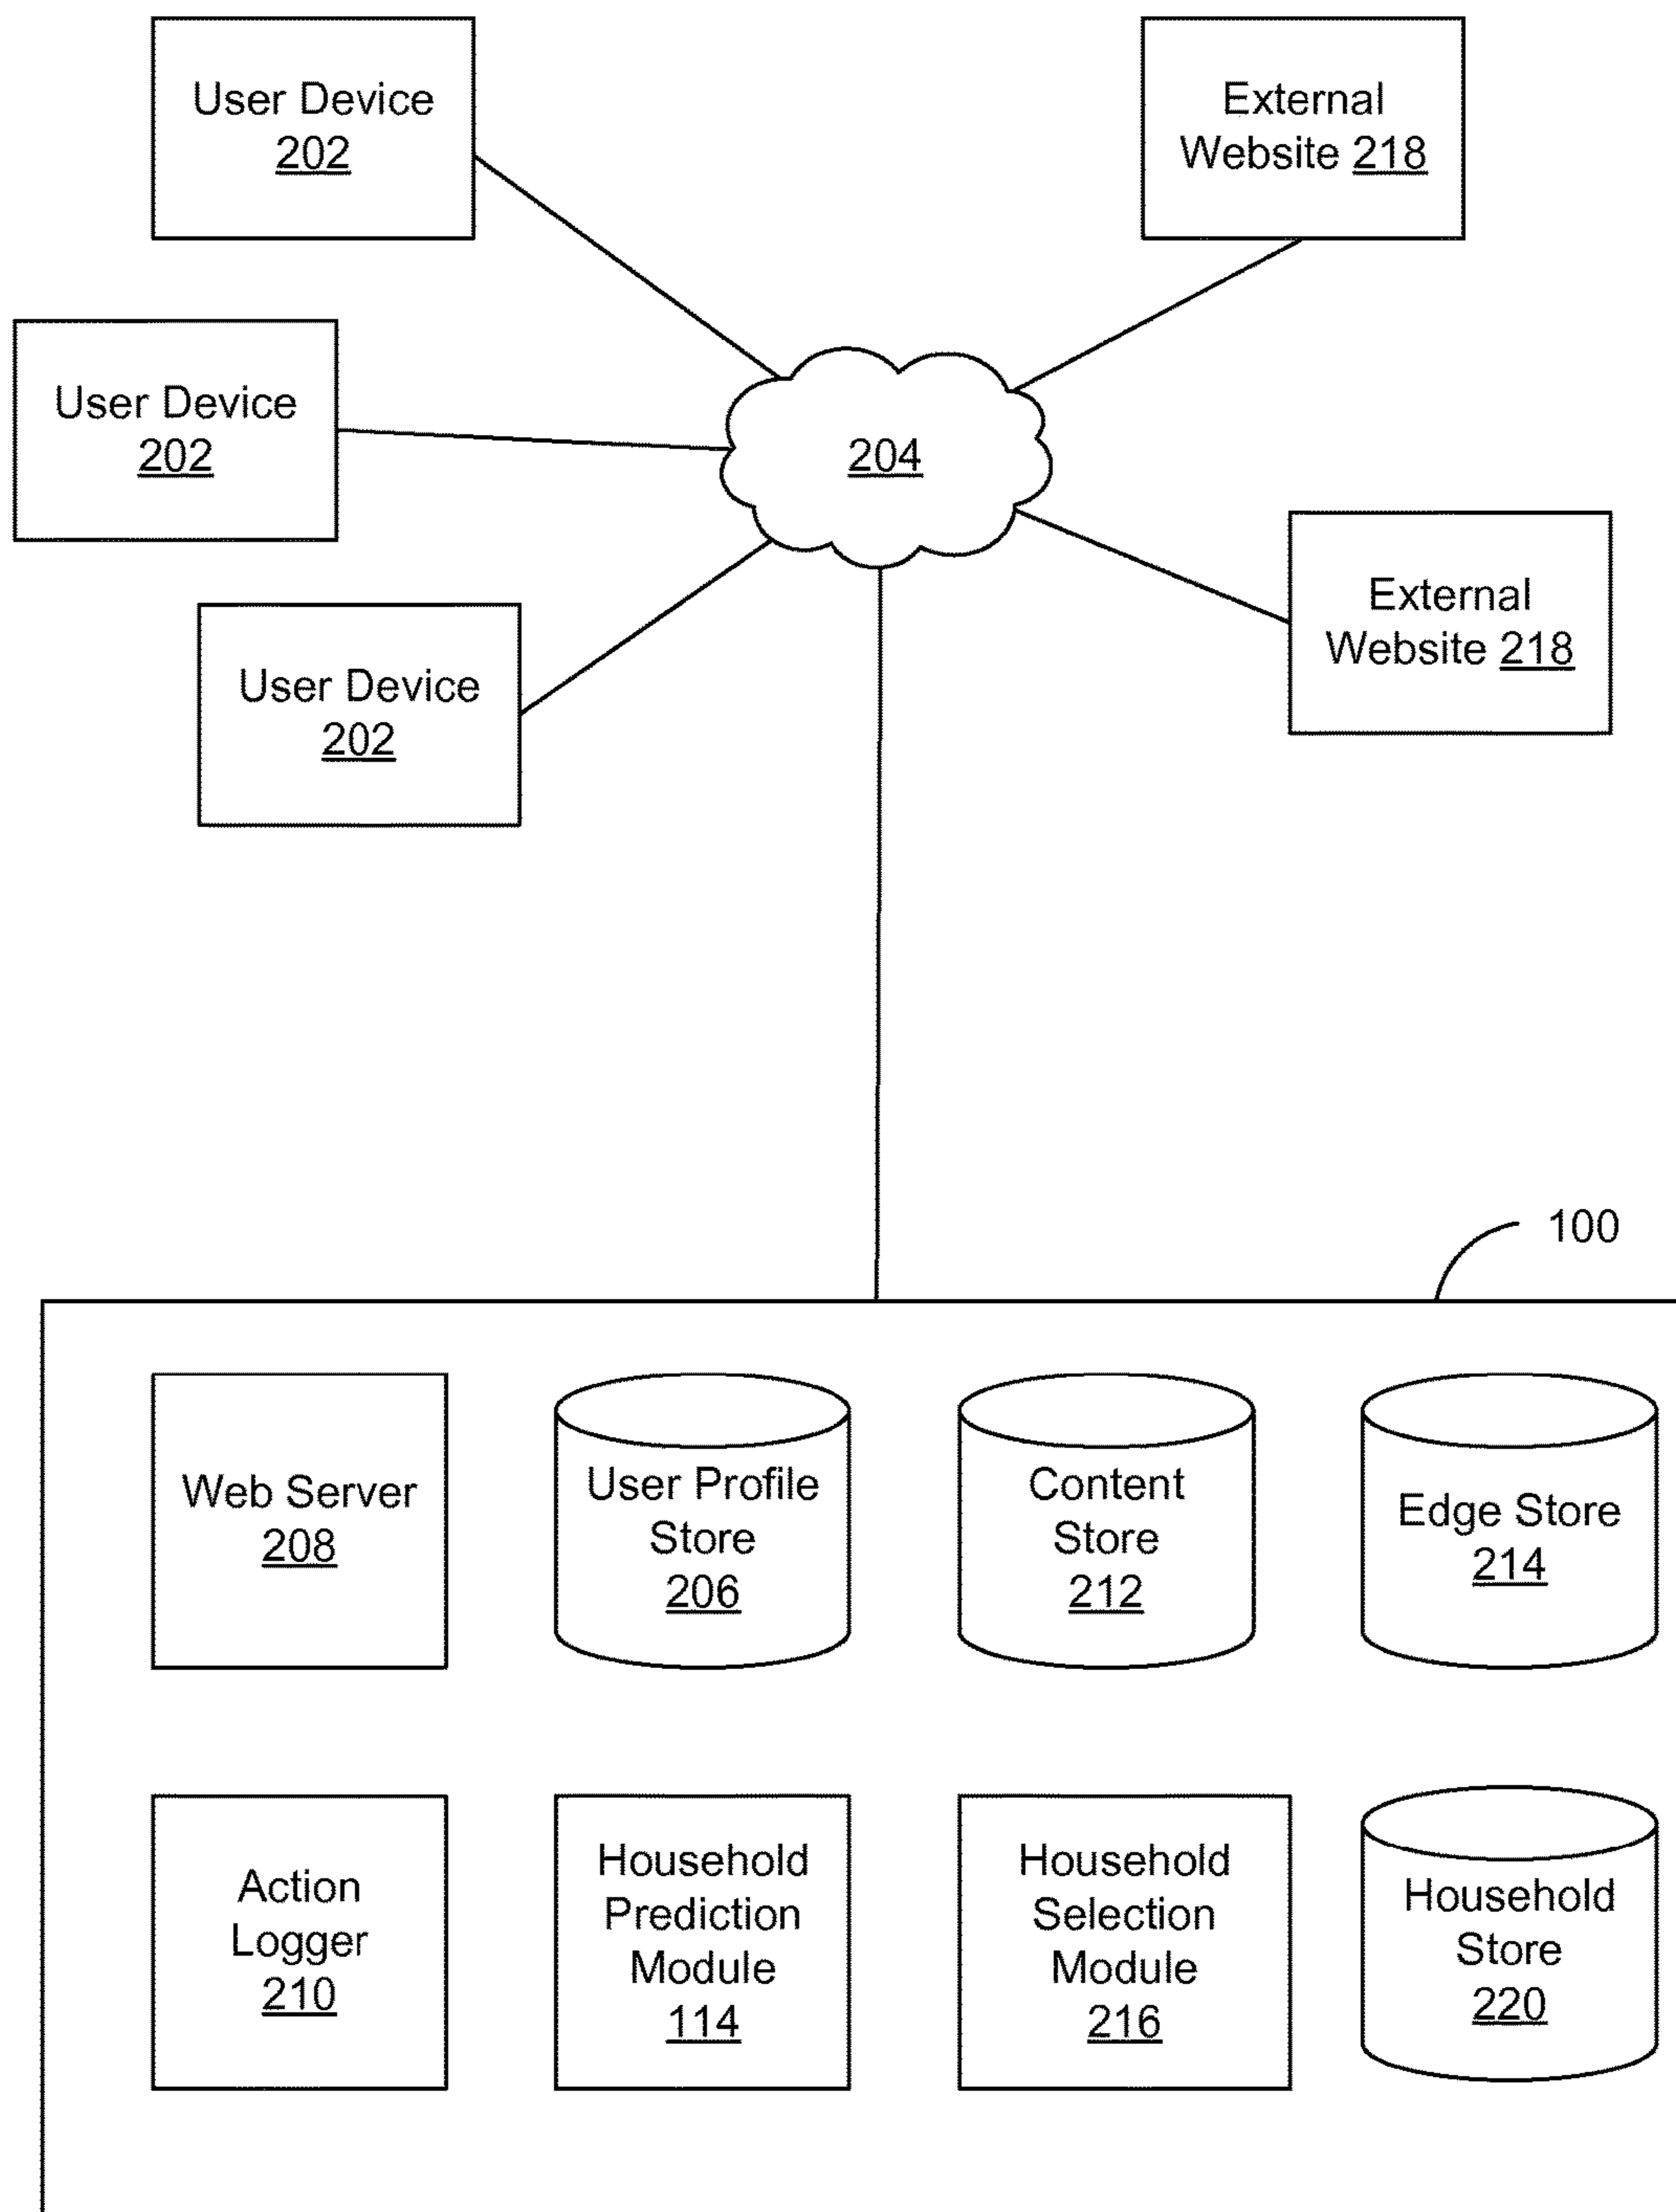 User Device
202
External
Website 218
User Device
202
204
External
Website 218
User Device
202
100
Web Server
208
User Profile
Store
206
Content
Store
212
Edge Store
214
Action
Logger
210
Household
Prediction
Module
114
Household
Selection
Module
216
Household
Store
220